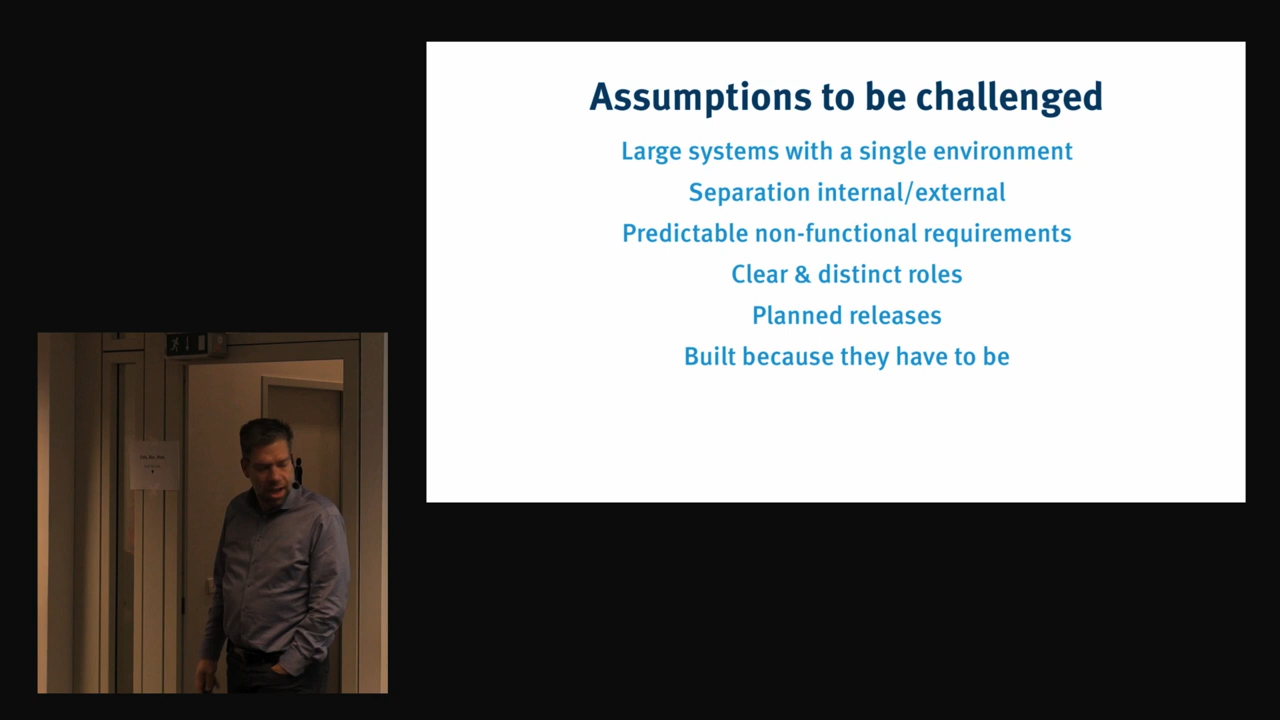 Assumptions to be challenged
Large systems with a single environment
Separation internal/external
Predictable non-functional requirements
Clear & distinct roles
Planned releases
Built because they have to be